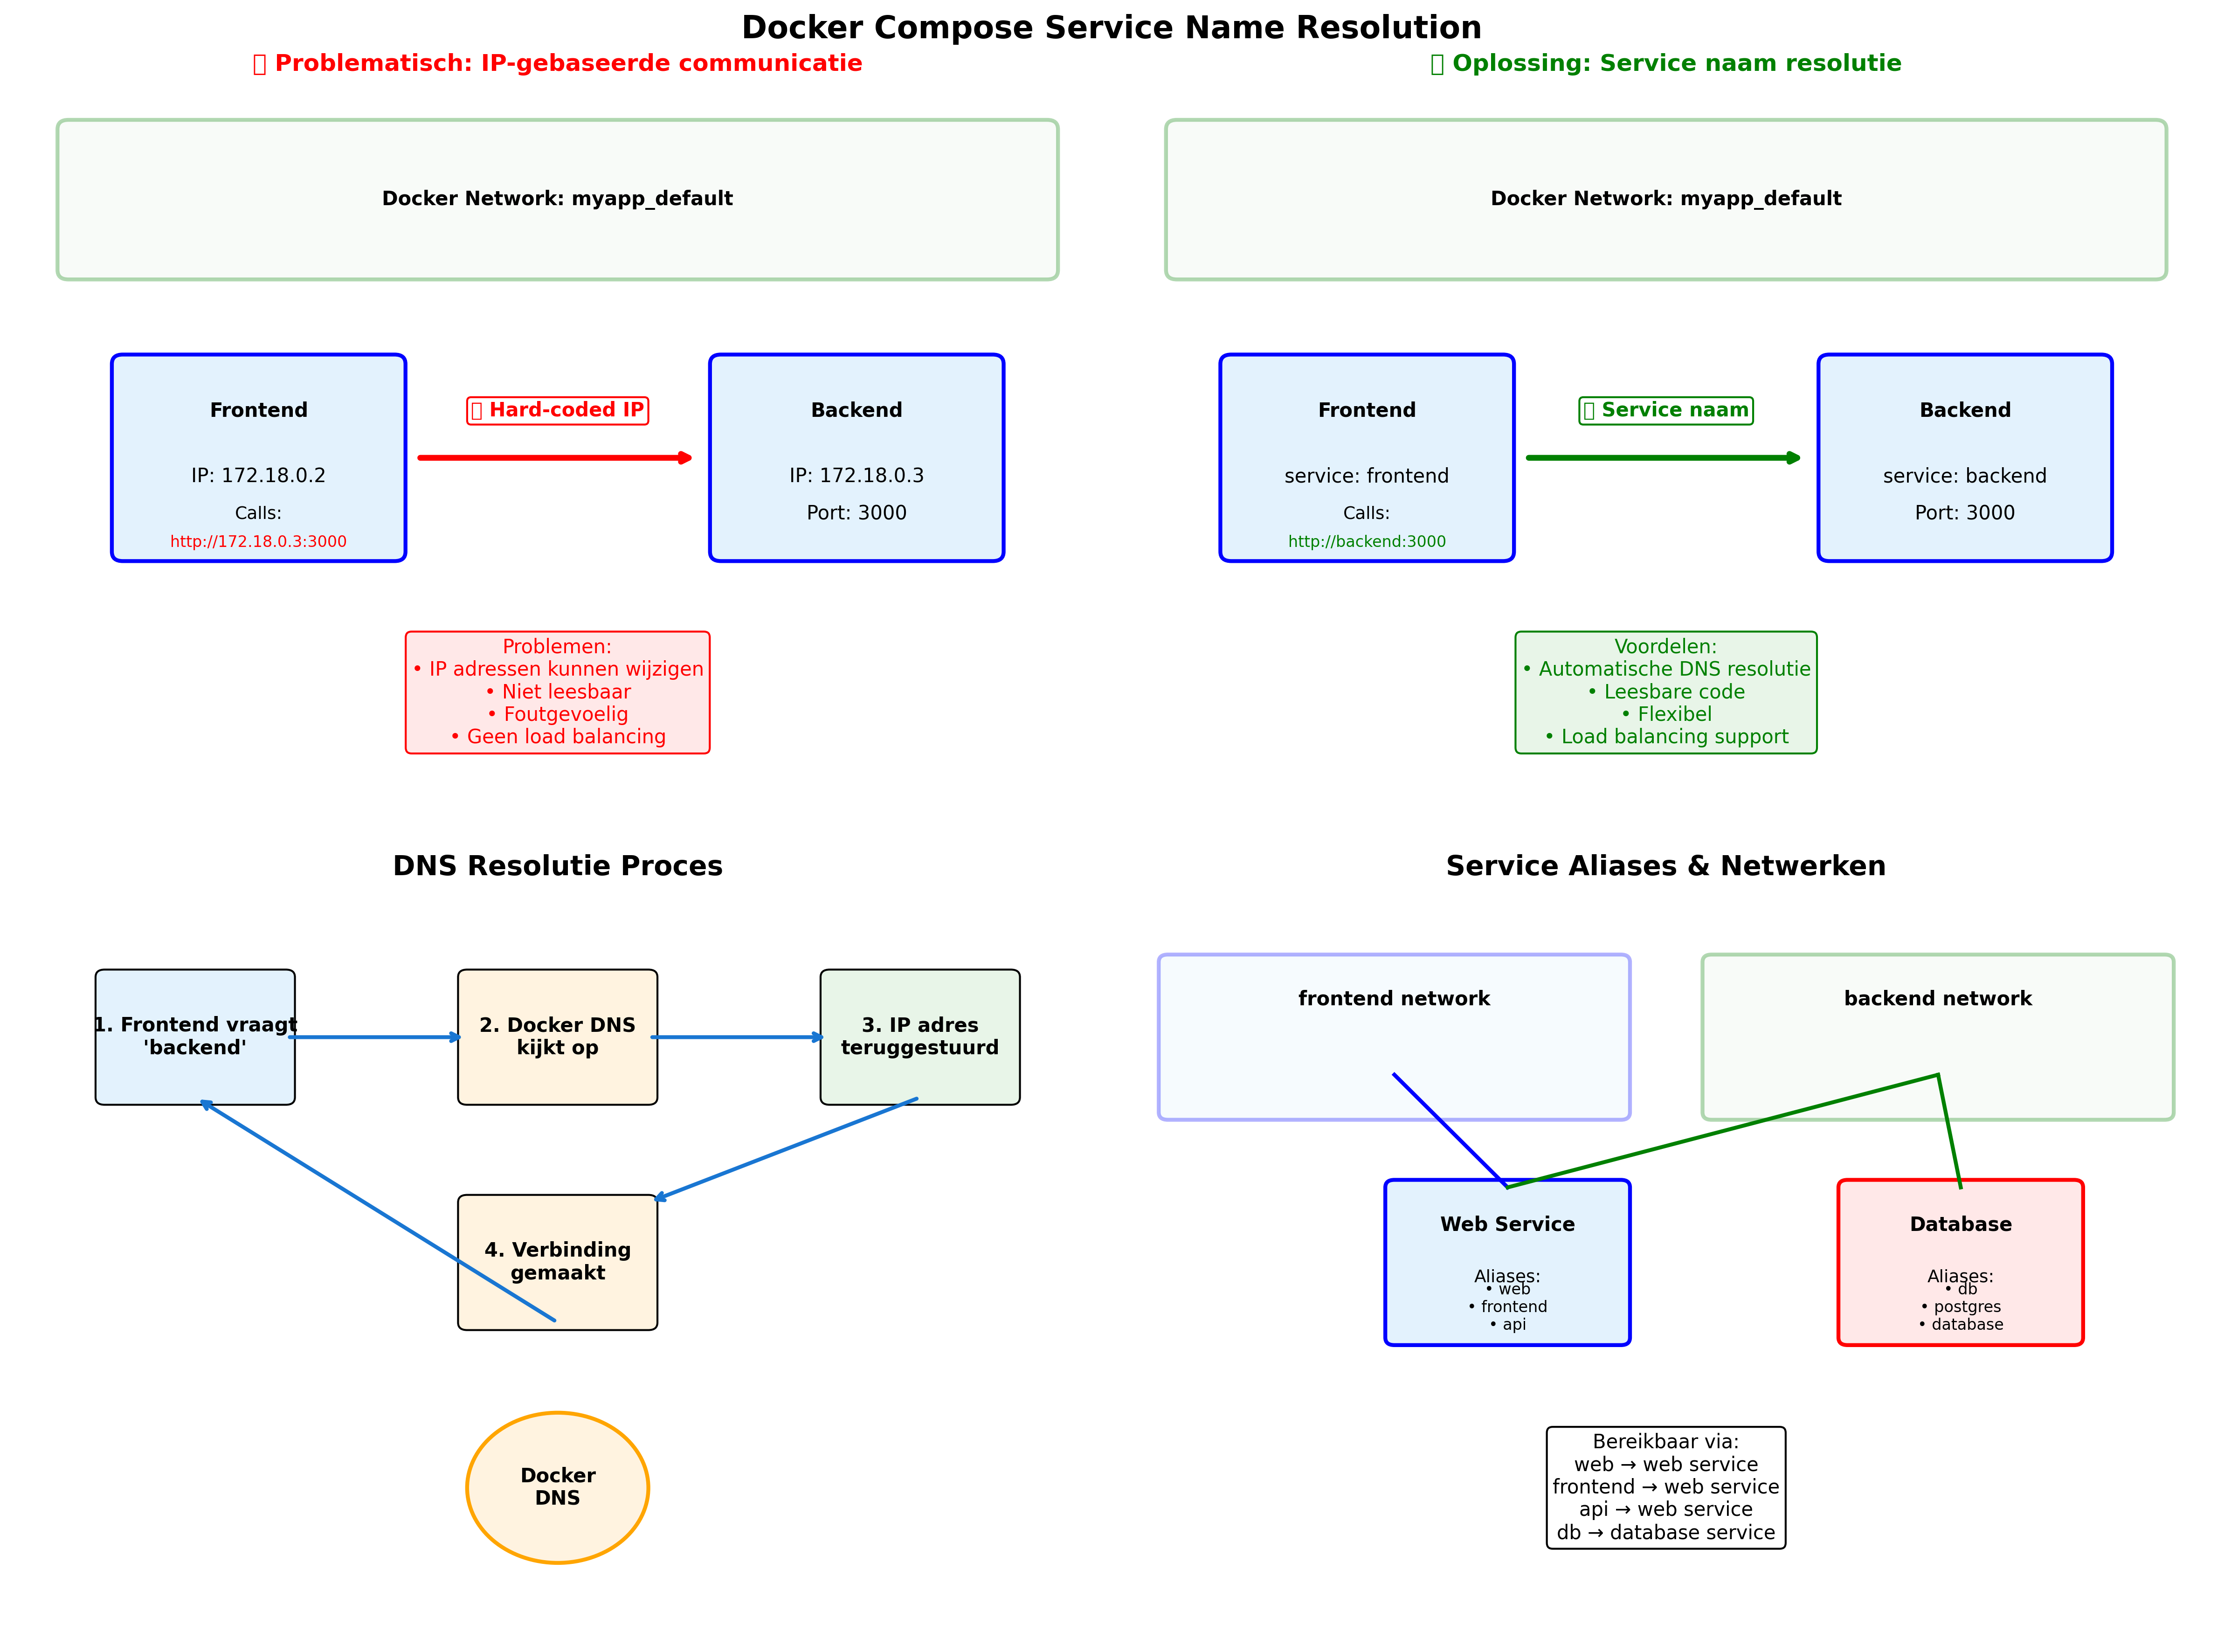 Docker Compose Service Name Resolution
Problematisch: IP-gebaseerde communicatie
Docker Network: myapp_default
Frontend
IP: 172.18.0.2
Calls:
http://172.18.0.3:3000
Hard-coded IP
Backend
IP: 172.18.0.3
Port: 3000
Problemen:
• IP adressen kunnen wijzigen
• Niet leesbaar
• Foutgevoelig
• Geen load balancing
Oplossing: Service naam resolutie
Docker Network: myapp_default
Frontend
service: frontend
Calls:
http://backend:3000
Service naam
Backend
service: backend
Port: 3000
Voordelen:
• Automatische DNS resolutie
• Leesbare code
• Flexibel
• Load balancing support
DNS Resolutie Proces
1. Frontend vraagt
'backend'
2. Docker DNS
kijkt op
3. IP adres
teruggestuurd
4. Verbinding
gemaakt
Docker
DNS
Service Aliases & Netwerken
frontend network
backend network
Web Service
Aliases:
• web
• frontend
• api
Database
Aliases:
• db
• postgres
• database
Bereikbaar via:
web → web service
frontend → web service
api → web service
db → database service